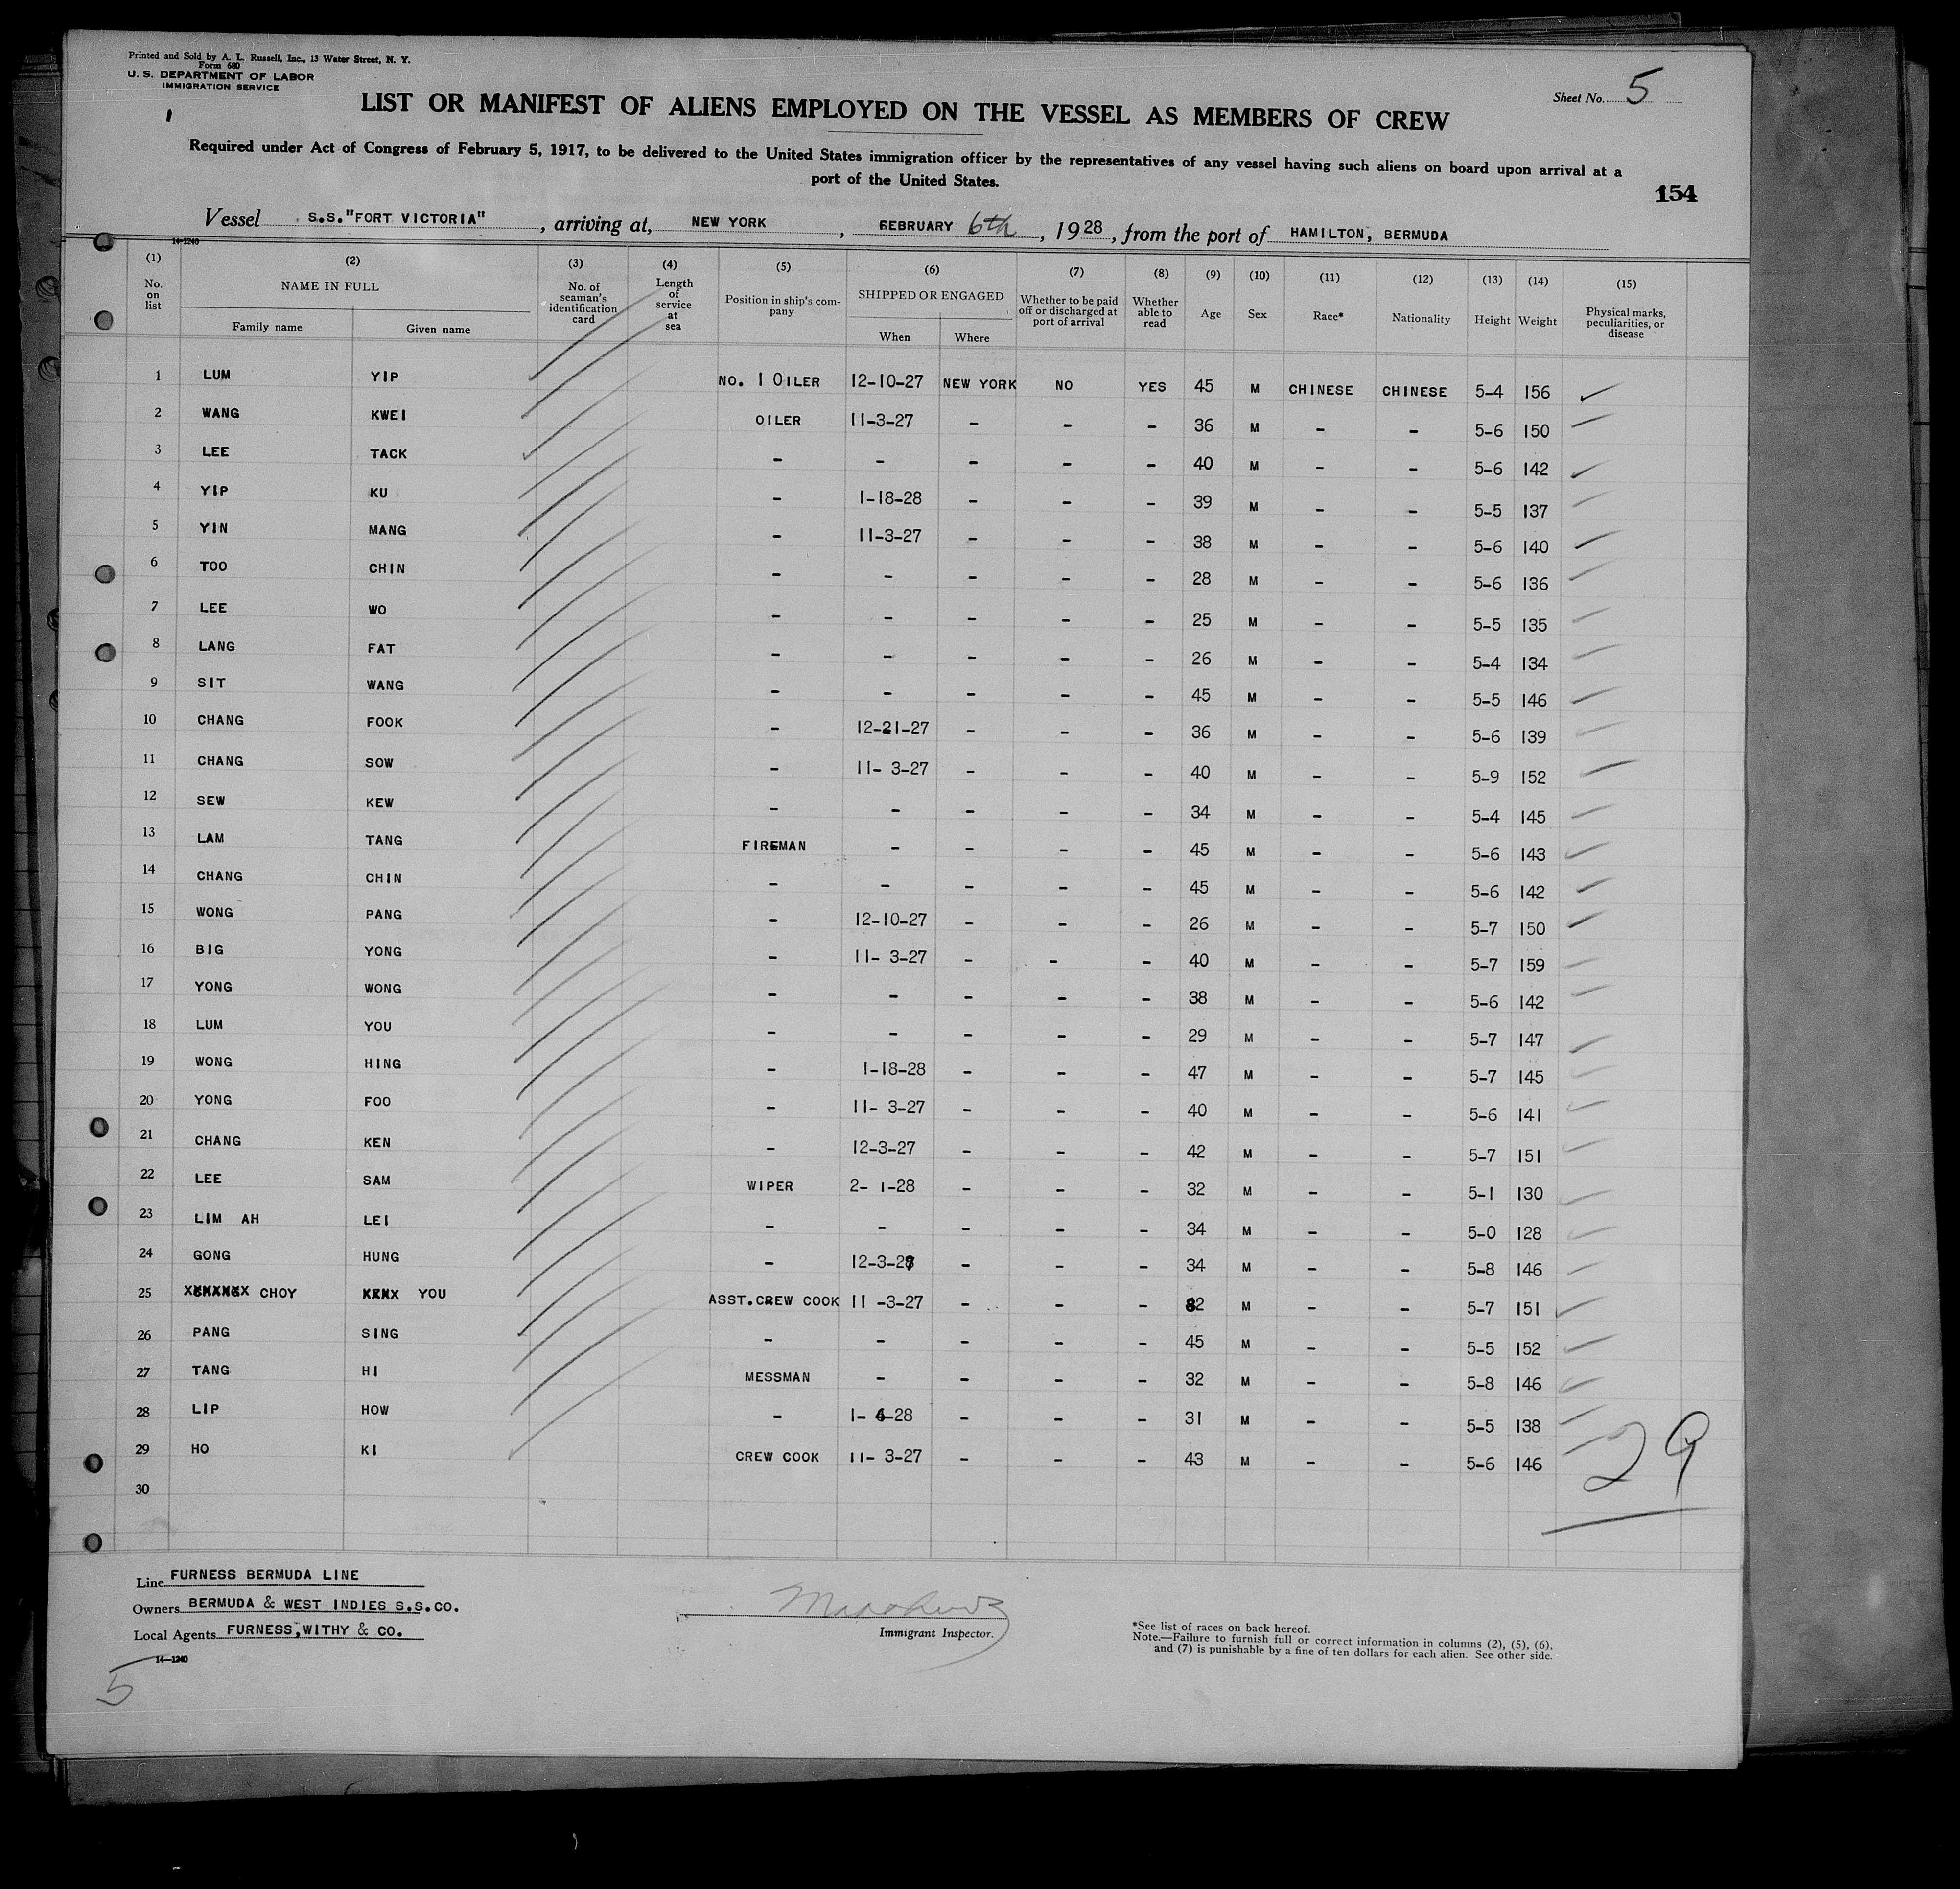 Printed and Sold by A. L. Russell, Inc., 13 Water Street, N. Y.
Form 680
U. S. DEPARTMENT OF LABOR
IMMIGRATION SERVICE
Sheet No. 5
LIST OR MANIFEST OF ALIENS EMPLOYED ON THE VESSEL AS MEMBERS OF CREW
Required under Act of Congress of February 5, 1917, to be delivered to the United States immigration officer by the representatives of any vessel having such aliens on board upon arrival at a
port of the United States.
154
Vessel S.S."FORT VICTORIA", arriving at, NEW YORK, FEBRUARY 6th, 1928, from the port of HAMILTON, BERMUDA
14-1240
(1) (2) (3) (4) (5) (6) (7) (8) (9) (10) (11) (12) (13) (14) (15)
No. on list NAME IN FULL Family name Given name No. of seaman's identification card Length of service at sea Position in ship's company SHIPPED OR ENGAGED When Where Whether to be paid off or discharged at port of arrival Whether able to read Age Sex Race* Nationality Height Weight Physical marks, peculiarities, or disease
1 LUM YIP NO. 1 OILER 12-10-27 NEW YORK NO YES 45 M CHINESE CHINESE 5-4 156
2 WANG KWEI OILER 11-3-27 - - - 36 M - - 5-6 150
3 LEE TACK - - - - - 40 M - - 5-6 142
4 YIP KU - 1-18-28 - - - 39 M - - 5-5 137
5 YIN MANG - 11-3-27 - - - 38 M - - 5-6 140
6 TOO CHIN - - - - - 28 M - - 5-6 136
7 LEE WO - - - - - 25 M - - 5-5 135
8 LANG FAT - - - - - 26 M - - 5-4 134
9 SIT WANG - - - - - 45 M - - 5-5 146
10 CHANG FOOK - 12-21-27 - - - 36 M - - 5-6 139
11 CHANG SOW - 11- 3-27 - - - 40 M - - 5-9 152
12 SEW KEW - - - - - 34 M - - 5-4 145
13 LAM TANG FIREMAN - - - - 45 M - - 5-6 143
14 CHANG CHIN - - - - - 45 M - - 5-6 142
15 WONG PANG - 12-10-27 - - - 26 M - - 5-7 150
16 BIG YONG - 11- 3-27 - - - 40 M - - 5-7 159
17 YONG WONG - - - - - 38 M - - 5-6 142
18 LUM YOU - - - - - 29 M - - 5-7 147
19 WONG HING - 1-18-28 - - - 47 M - - 5-7 145
20 YONG FOO - 11- 3-27 - - - 40 M - - 5-6 141
21 CHANG KEN - 12-3-27 - - - 42 M - - 5-7 151
22 LEE SAM WIPER 2- 1-28 - - - 32 M - - 5-1 130
23 LIM AH LEI - - - - - 34 M - - 5-0 128
24 GONG HUNG - 12-3-27 - - - 34 M - - 5-8 146
25 CHOY YOU ASST.CREW COOK 11 -3-27 - - - M - - 5-7 151
26 PANG SING - - - - - 45 M - - 5-5 152
27 TANG HI MESSMAN - - - - 32 M - - 5-8 146
28 LIP HOW - - - - 31 M - - 5-5 138
29 HO KI CREW COOK 11- 3-27 - - - 43 M - - 5-6 146
30
29
Line FURNESS BERMUDA LINE
Owners BERMUDA & WEST INDIES S.S.CO.
Local Agents FURNESS, WITHY & CO.
14-1240
5
Immigrant Inspector.
*See list of races on back hereof.
Note.—Failure to furnish full or correct information in columns (2), (5), (6),
and (7) is punishable by a fine of ten dollars for each alien. See other side.